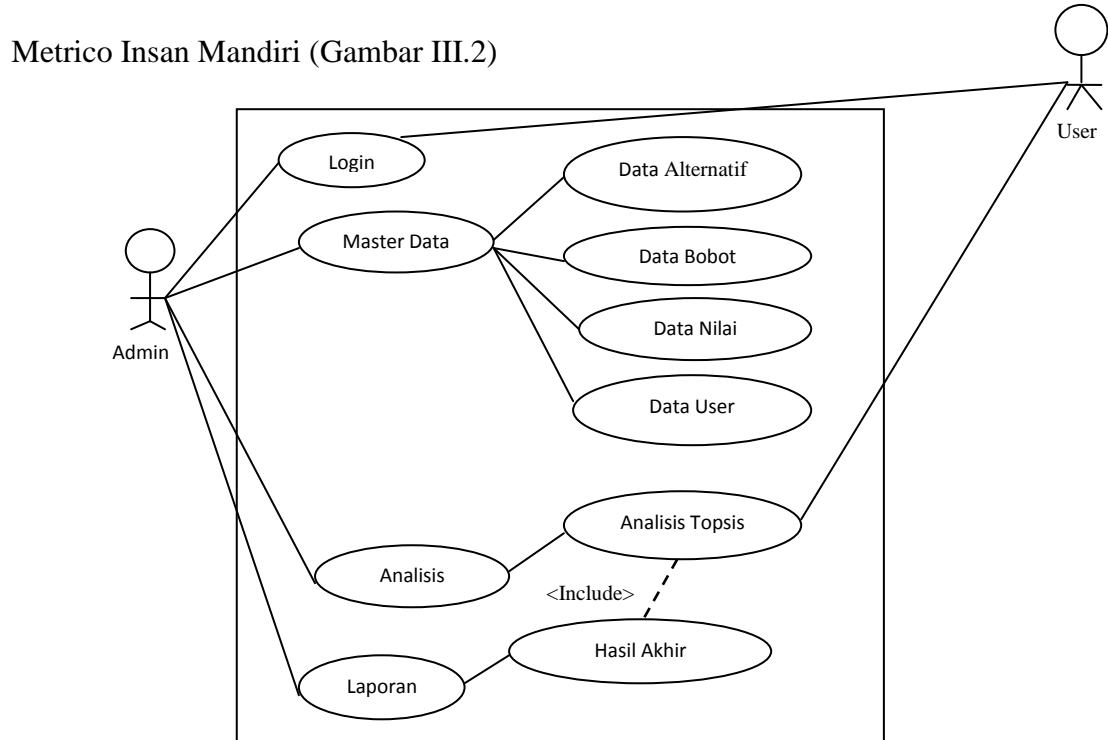 Metrico Insan Mandiri (Gambar III.2)
User
Login
Data Alternatif
Master Data
Data Bobot
Data Nilai
Admin
Data User
Analisis Topsis
Analisis
<Include>
Hasil Akhir
Laporan